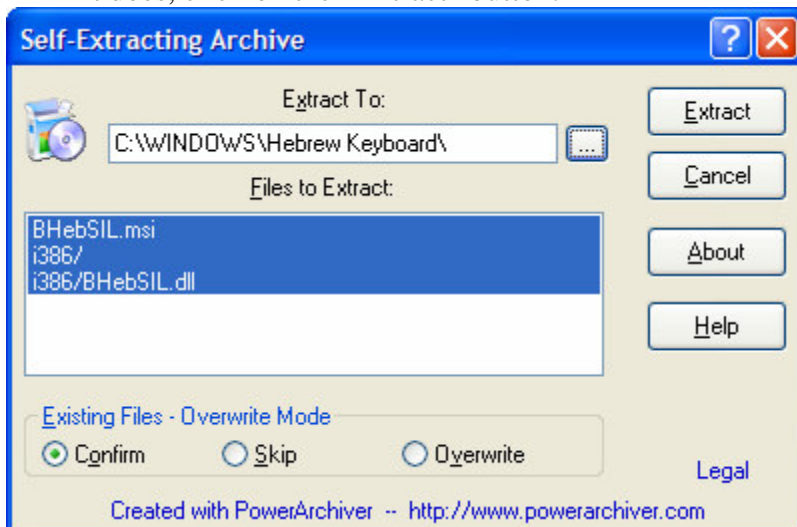 Self-Extracting Archive
Extract To:
Extract
C:\WINDOWS\Hebrew Keyboard\ ...
Cancel
Files to Extract:
BHebSIL.msi
i386/
i386/BHebSIL.dll
About
Help
Existing Files - Overwrite Mode
Confirm Skip Overwrite
Legal
Created with PowerArchiver -- http://www.powerarchiver.com